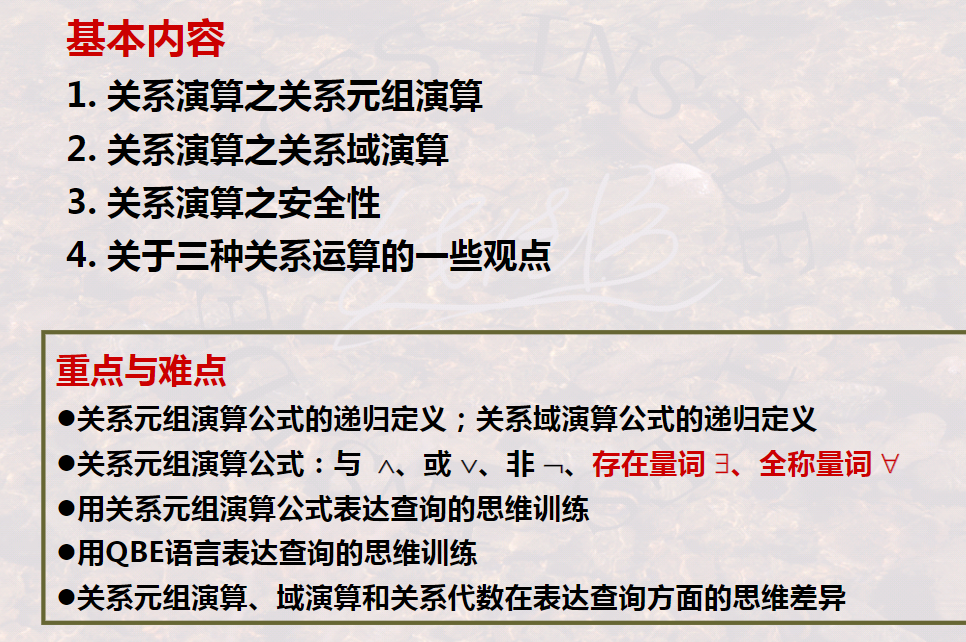 基本内容
1. 关系演算之关系元组演算
2. 关系演算之关系域演算
3. 关系演算之安全性
4. 关于三种关系运算的一些观点
重点与难点
●关系元组演算公式的递归定义；关系域演算公式的递归定义
●关系元组演算公式：与 ∧、或 ∨、非 ¬、存在量词 ∃、全称量词 ∀
●用关系元组演算公式表达查询的思维训练
●用QBE语言表达查询的思维训练
●关系元组演算、域演算和关系代数在表达查询方面的思维差异